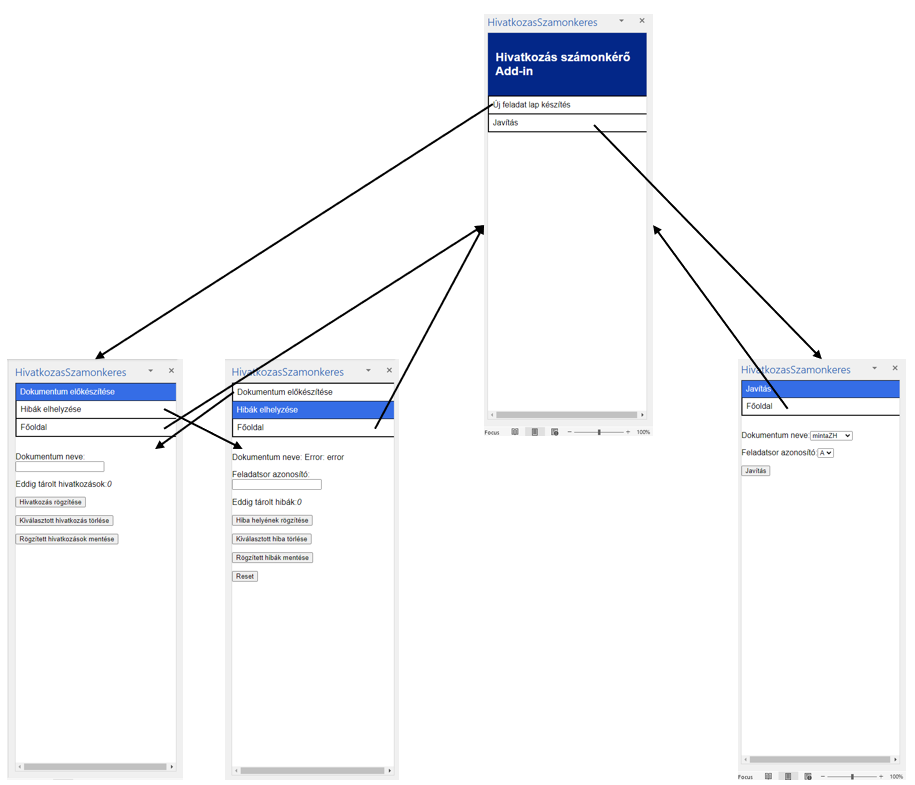 HivatkozasSzamonkeres
Hivatkozás számonkérő
Add-in
Új feladat lap készítés
Javítás
Focus
100%
HivatkozasSzamonkeres
Dokumentum előkészítése
Hibák elhelyzése
Főoldal
Dokumentum neve:
Eddig tárolt hivatkozások:0
Hivatkozás rögzítése
Kiválasztott hivatkozás törlése
Rögzített hivatkozások mentése
HivatkozasSzamonkeres
Dokumentum előkészítése
Hibák elhelyzése
Főoldal
Dokumentum neve: Error: error
Feladatsor azonosító:
Eddig tárolt hibák:0
Hiba helyének rögzítése
Kiválasztott hiba törlése
Rögzített hibák mentése
Reset
HivatkozasSzamonkeres
Javítás
Főoldal
Dokumentum neve: mintaZH
Feladatsor azonosító: A
Javítás
Focus
100%